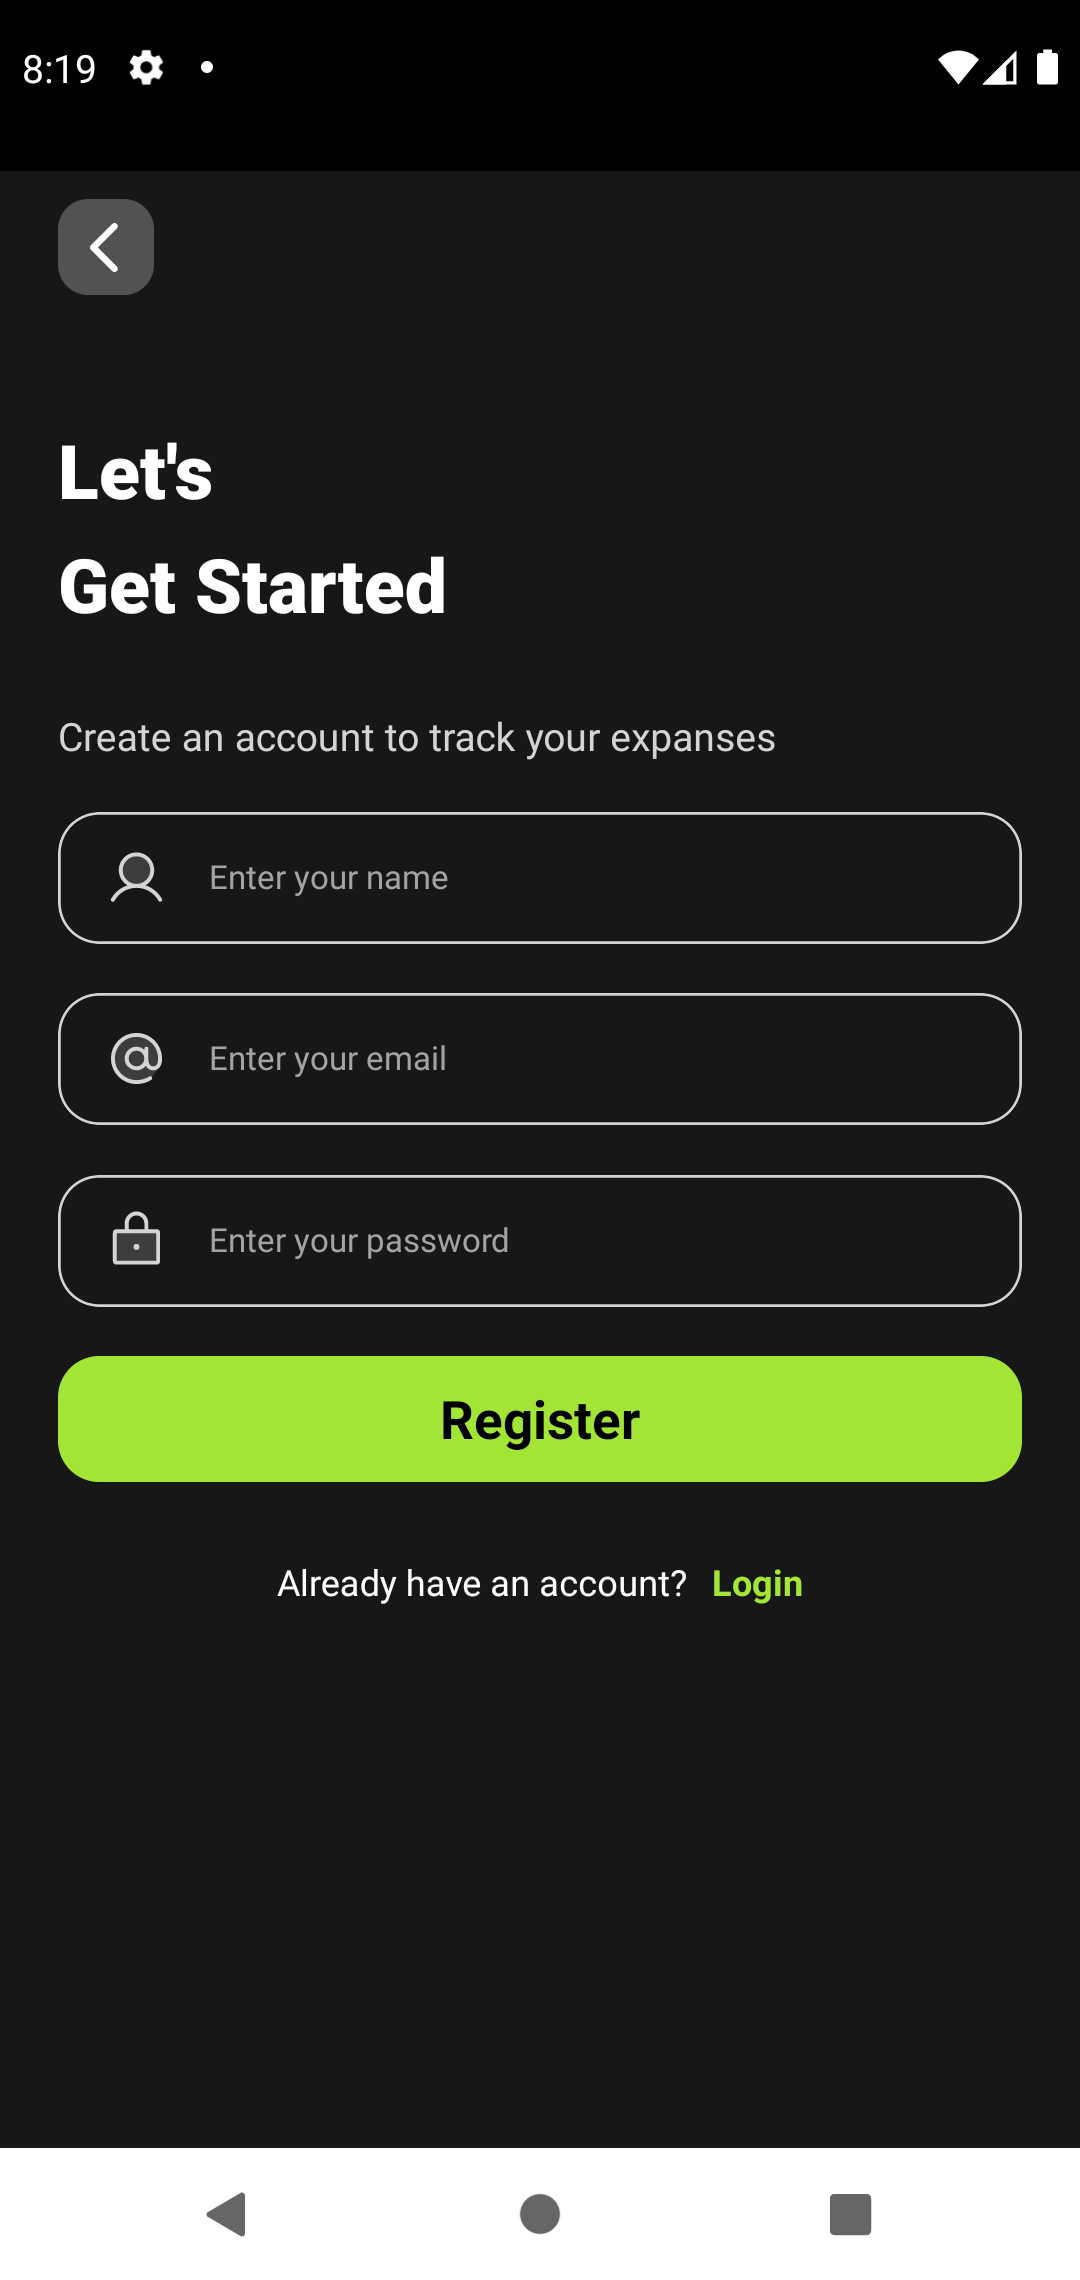 8:19
Let's
Get Started
Create an account to track your expanses
Enter your name
Enter your email
Enter your password
Register
Already have an account? Login